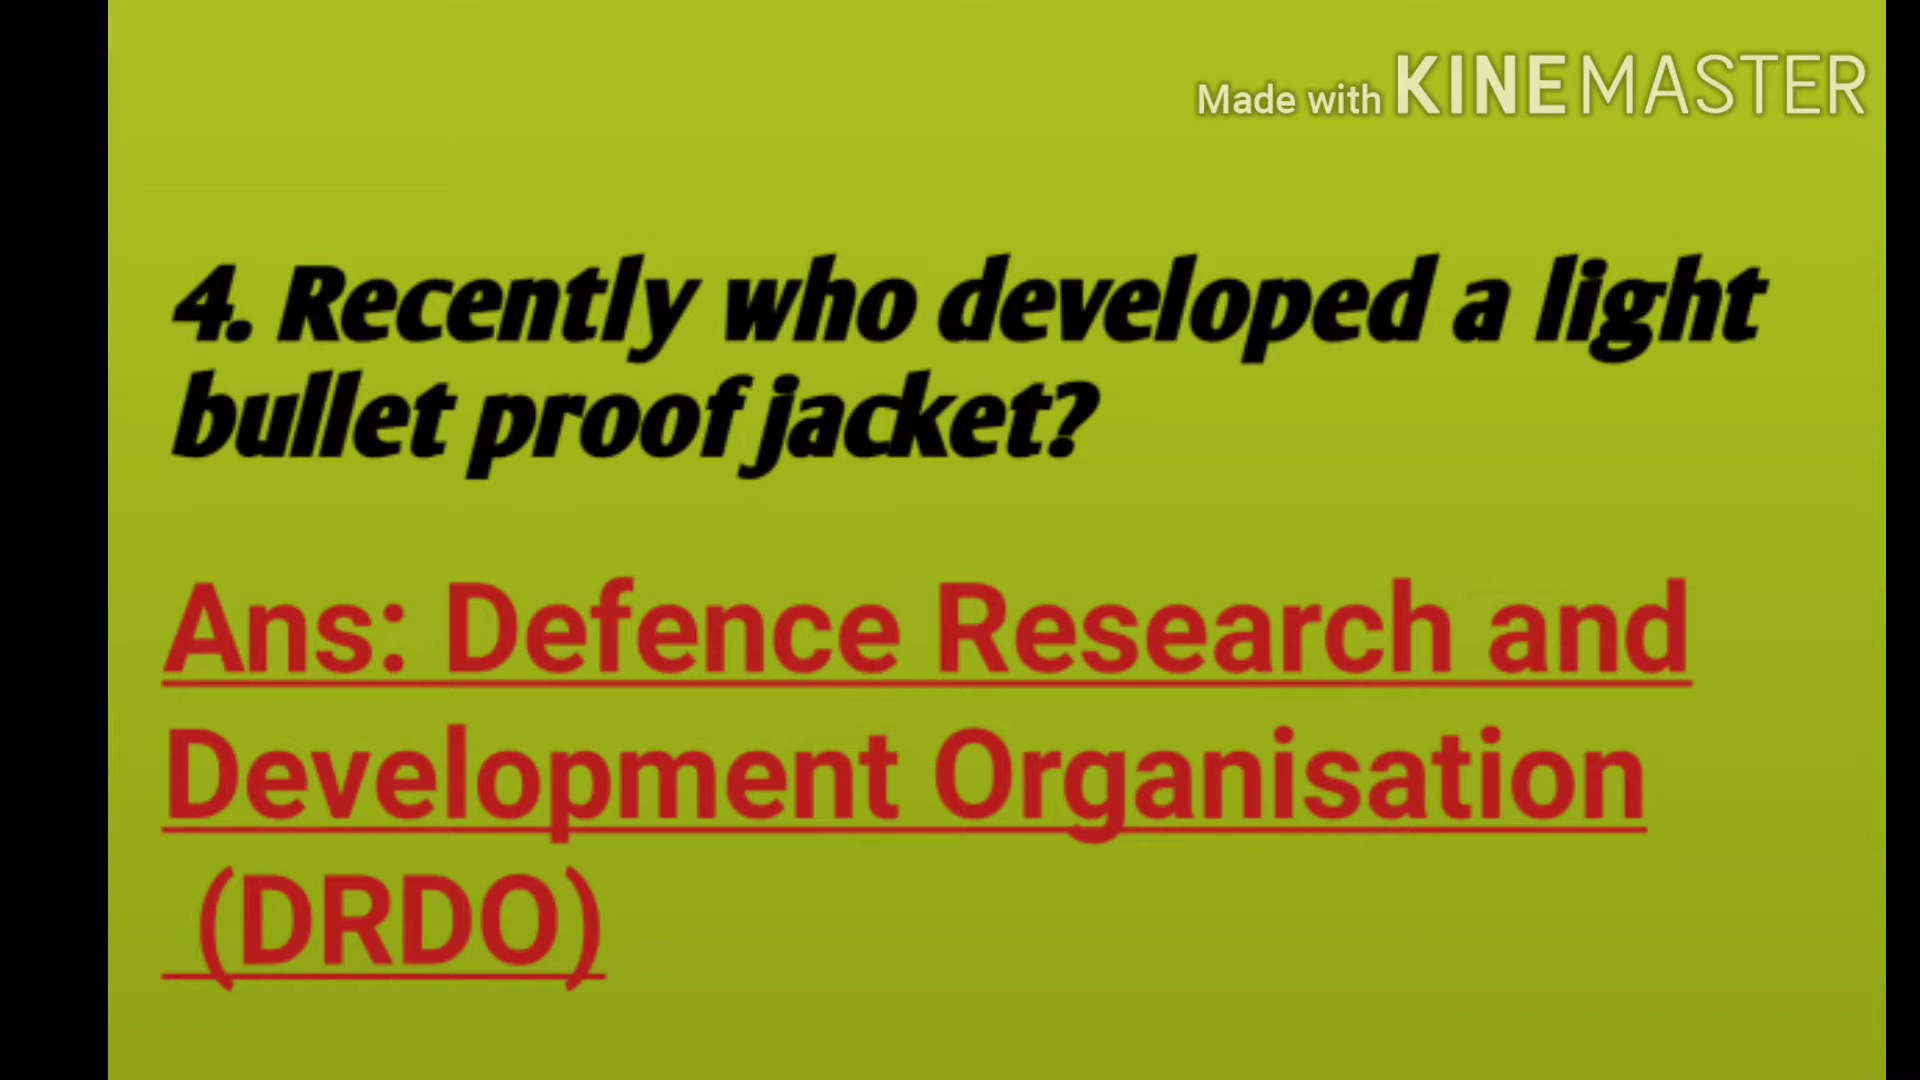 Made with KINEMASTER
4. Recently who developed a light
bullet proof jacket?
Ans: Defence Research and
Development Organisation
(DRDO)